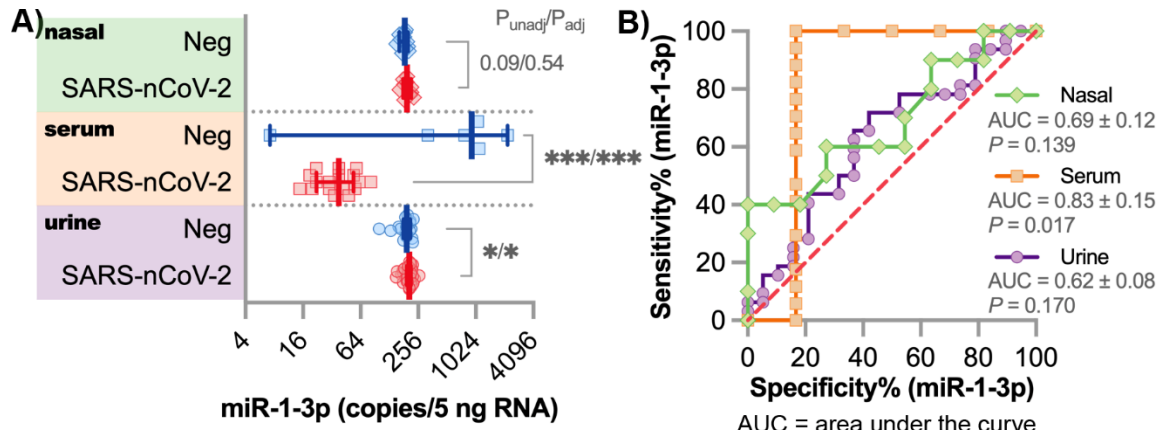 A)
nasal
Neg
SARS-nCoV-2
serum
Neg
SARS-nCoV-2
urine
Neg
SARS-nCoV-2
Punadj/Padj
0.09/0.54
***/***
*/*
4 16 64 256 1024 4096
miR-1-3p (copies/5 ng RNA)
B)
Sensitivity% (miR-1-3p)
100
80
60
40
20
0
0 20 40 60 80 100
Specificity% (miR-1-3p)
Nasal
AUC = 0.69 ± 0.12
P = 0.139
Serum
AUC = 0.83 ± 0.15
P = 0.017
Urine
AUC = 0.62 ± 0.08
P = 0.170
AUC = area under the curve